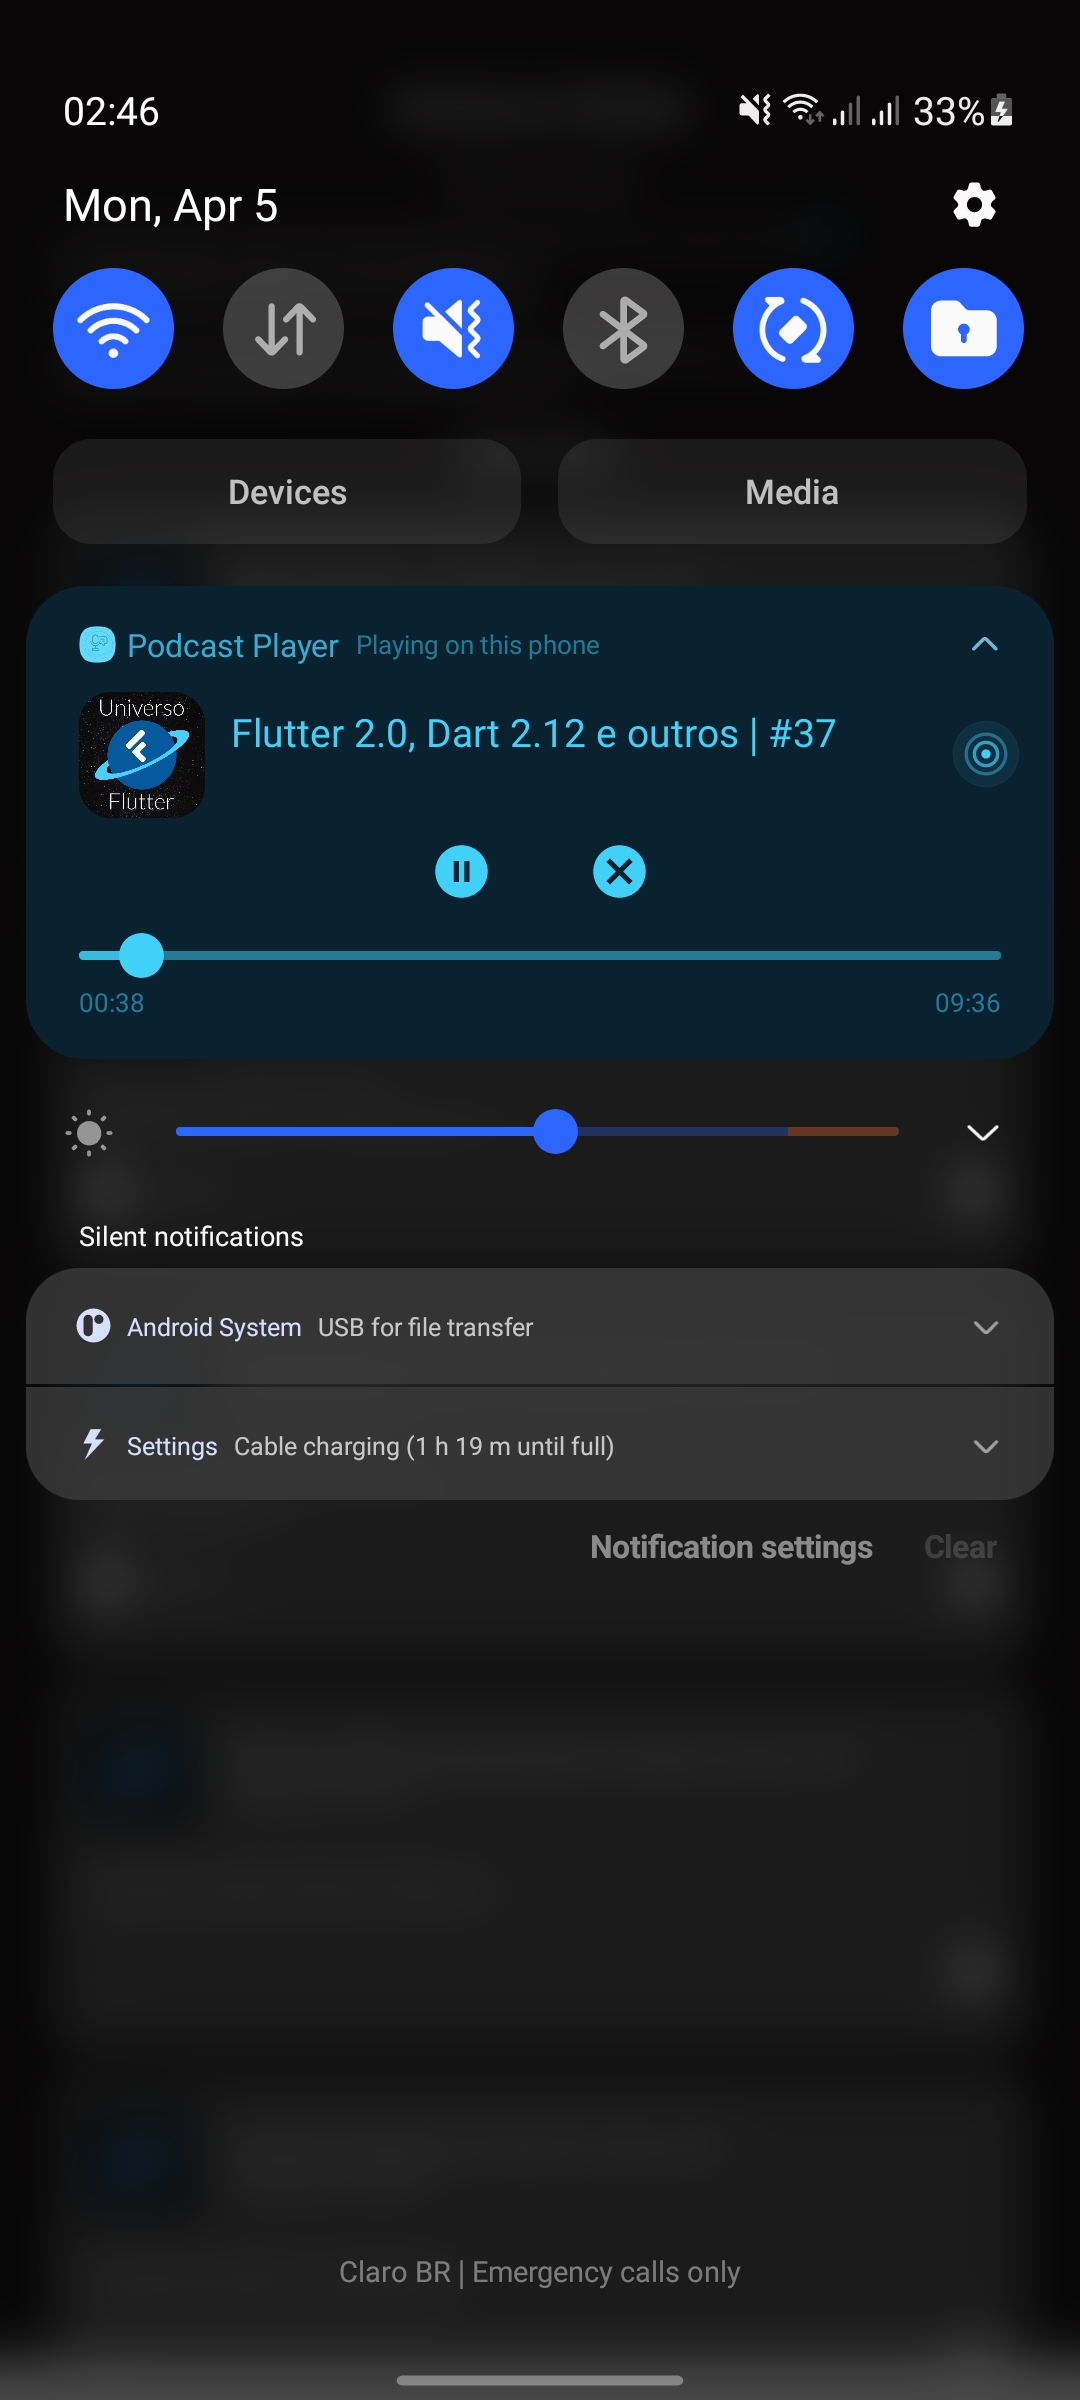 02:46 33%
Mon, Apr 5
Devices Media
Podcast Player Playing on this phone
Universo
Flutter
Flutter 2.0, Dart 2.12 e outros | #37
00:38 09:36
Silent notifications
Android System USB for file transfer
Settings Cable charging (1 h 19 m until full)
Notification settings Clear
Claro BR | Emergency calls only